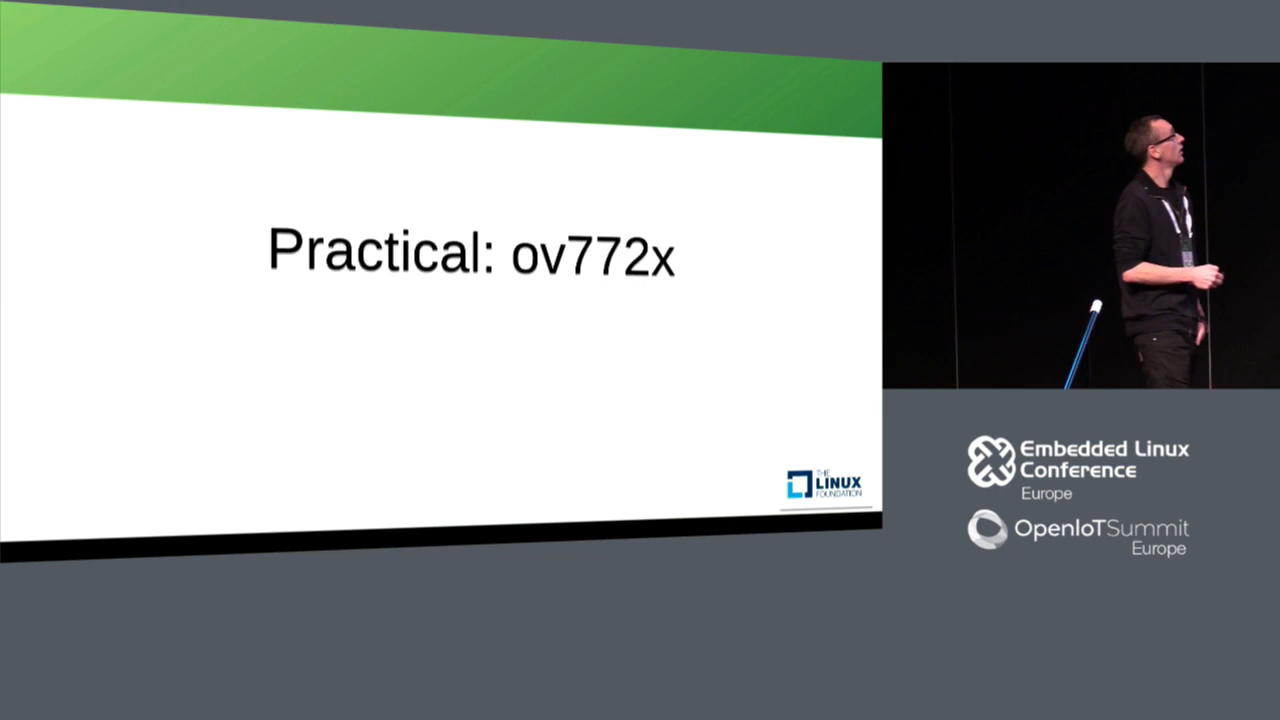 Practical: ov772x
THE
LINUX
FOUNDATION
Embedded Linux
Conference
Europe
OpenIoTSummit
Europe